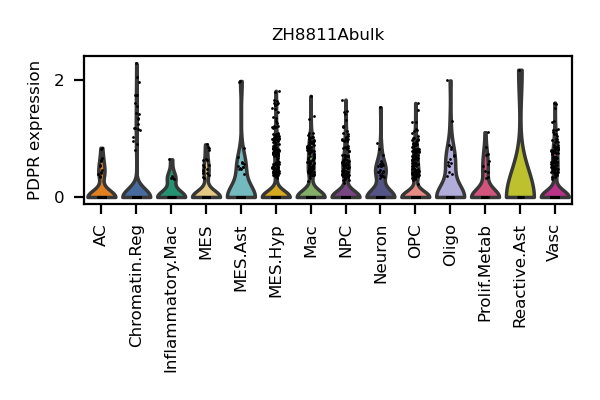 ZH8811Abulk
PDPR expression
2
0
AC
Chromatin.Reg
Inflammatory.Mac
MES
MES.Ast
MES.Hyp
Mac
NPC
Neuron
OPC
Oligo
Prolif.Metab
Reactive.Ast
Vasc